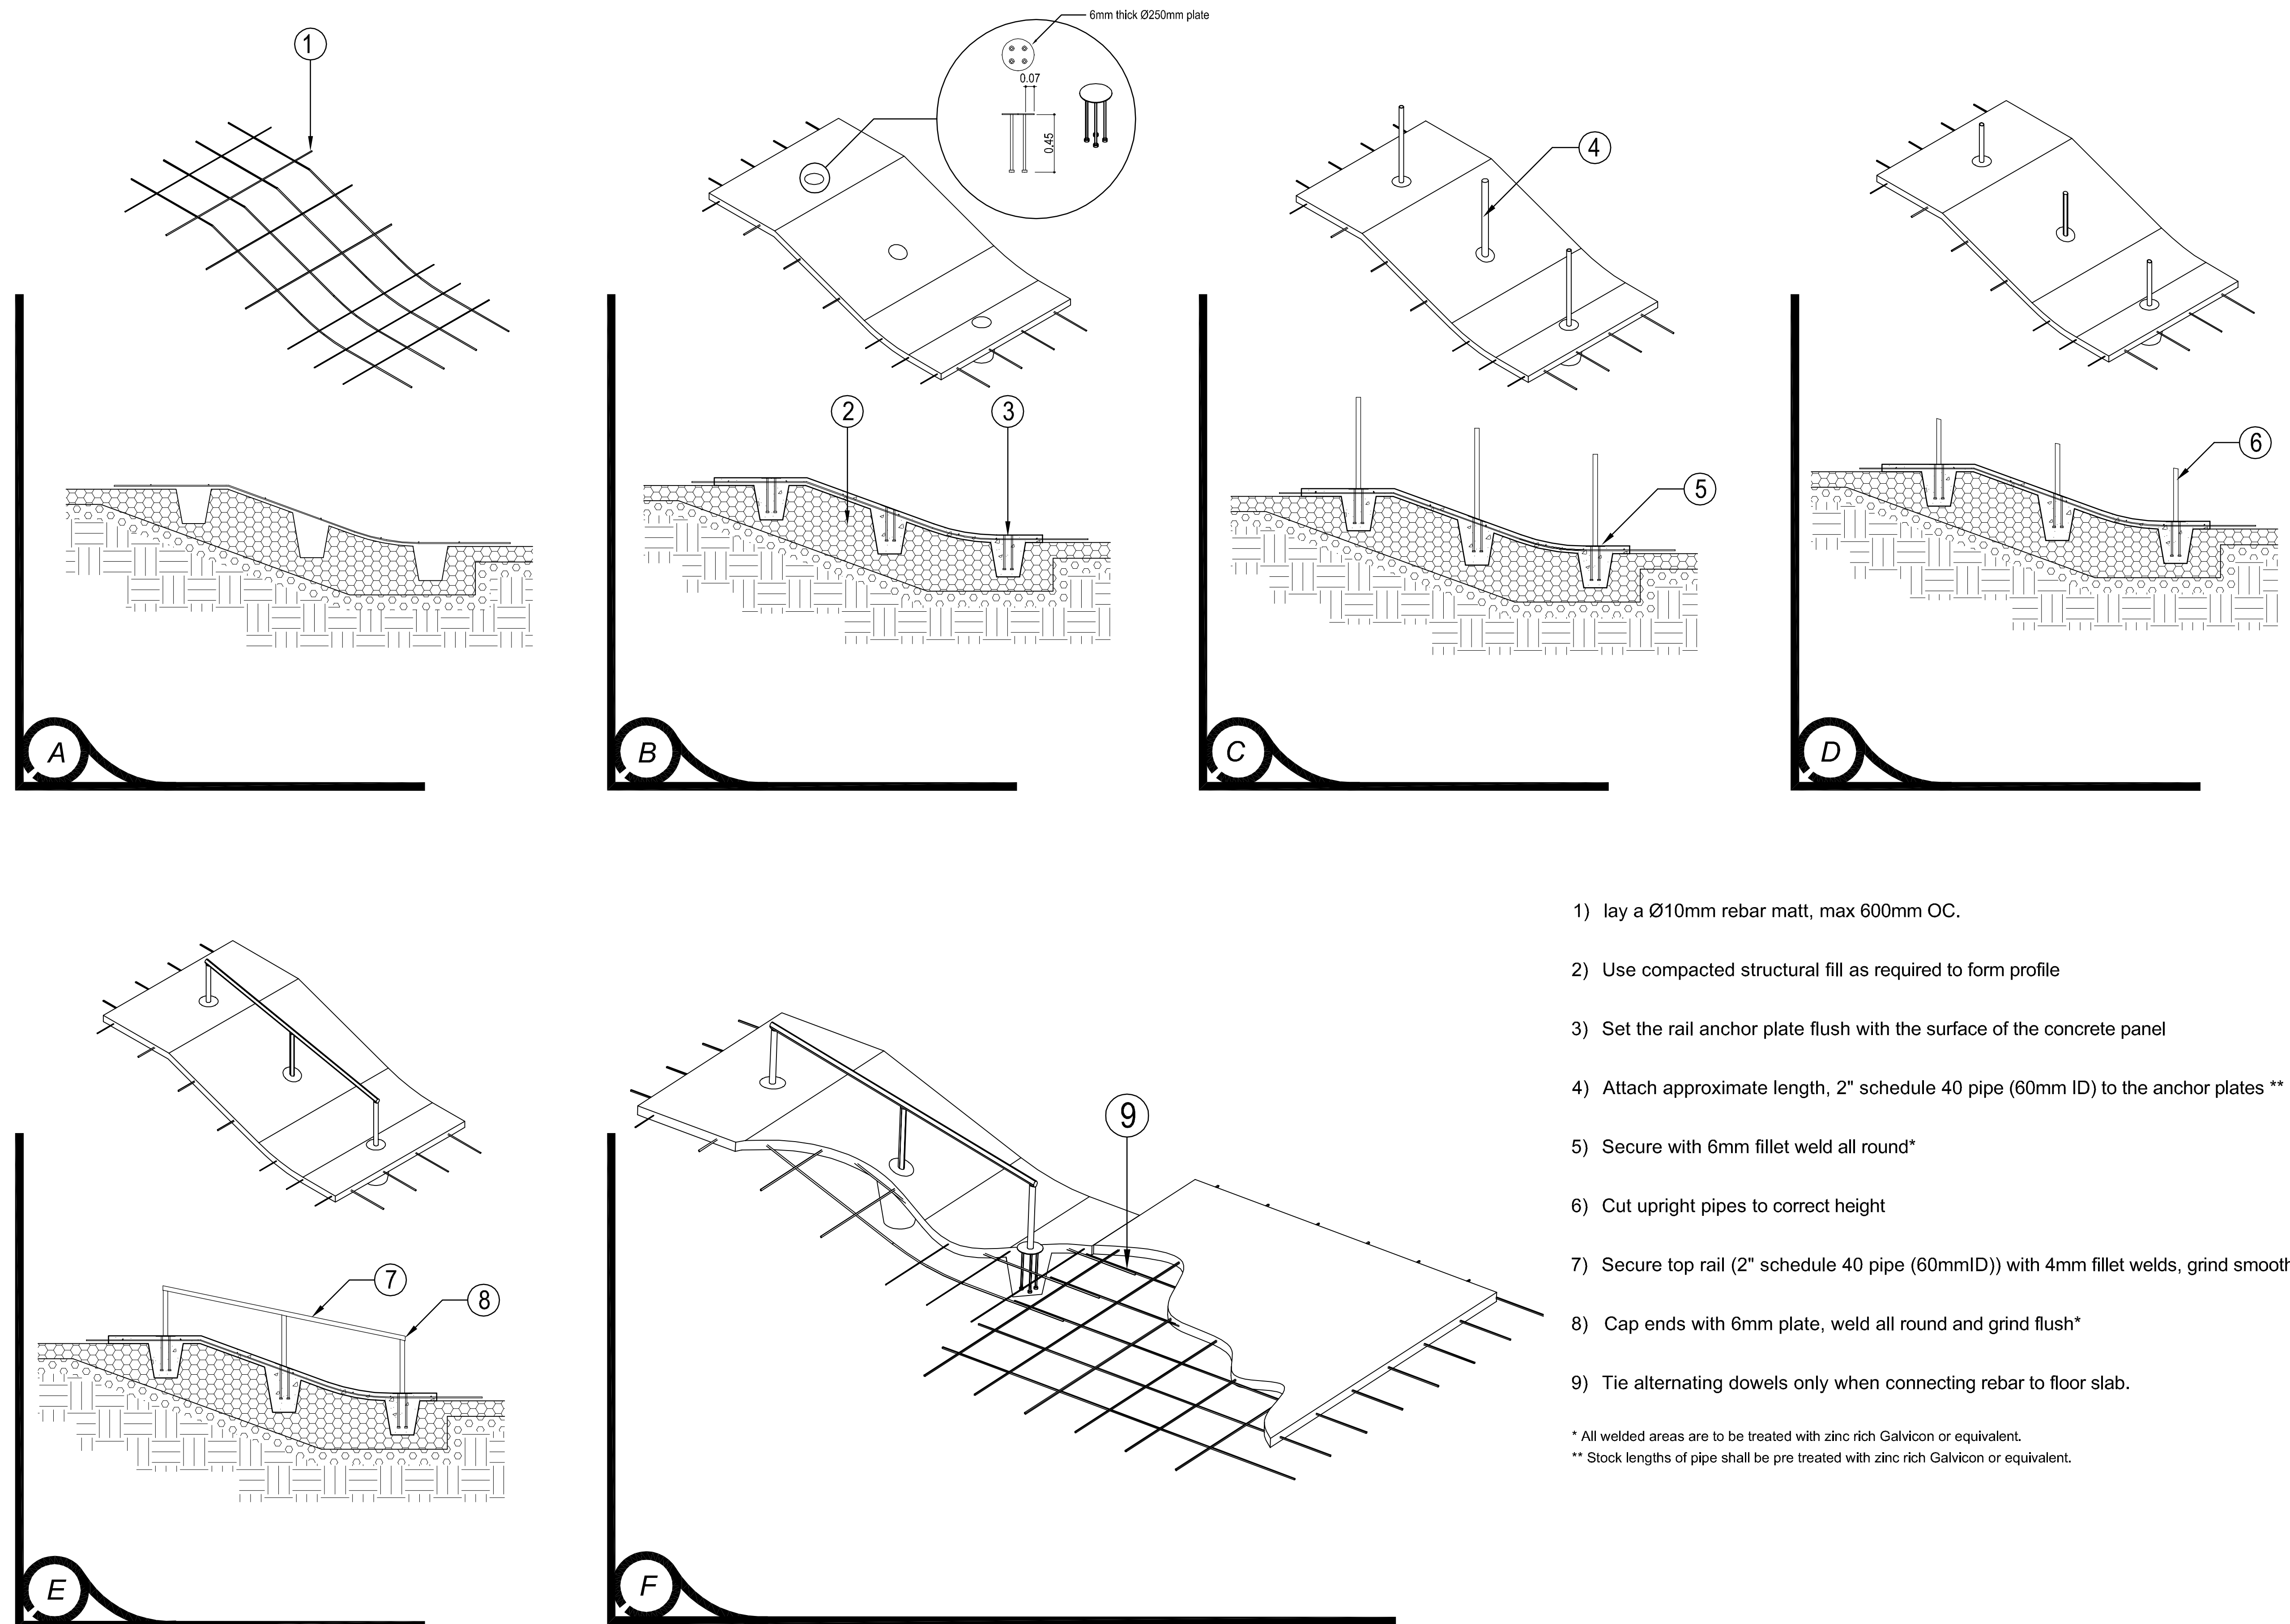 1
6mm thick Ø250mm plate
0.07
0.45
2
3
4
5
6
A
B
C
D
7
8
9
E
F
1) lay a Ø10mm rebar matt, max 600mm OC.
2) Use compacted structural fill as required to form profile
3) Set the rail anchor plate flush with the surface of the concrete panel
4) Attach approximate length, 2" schedule 40 pipe (60mm ID) to the anchor plates **
5) Secure with 6mm fillet weld all round*
6) Cut upright pipes to correct height
7) Secure top rail (2" schedule 40 pipe (60mmID)) with 4mm fillet welds, grind smooth
8) Cap ends with 6mm plate, weld all round and grind flush*
9) Tie alternating dowels only when connecting rebar to floor slab.
* All welded areas are to be treated with zinc rich Galvicon or equivalent.
** Stock lengths of pipe shall be pre treated with zinc rich Galvicon or equivalent.